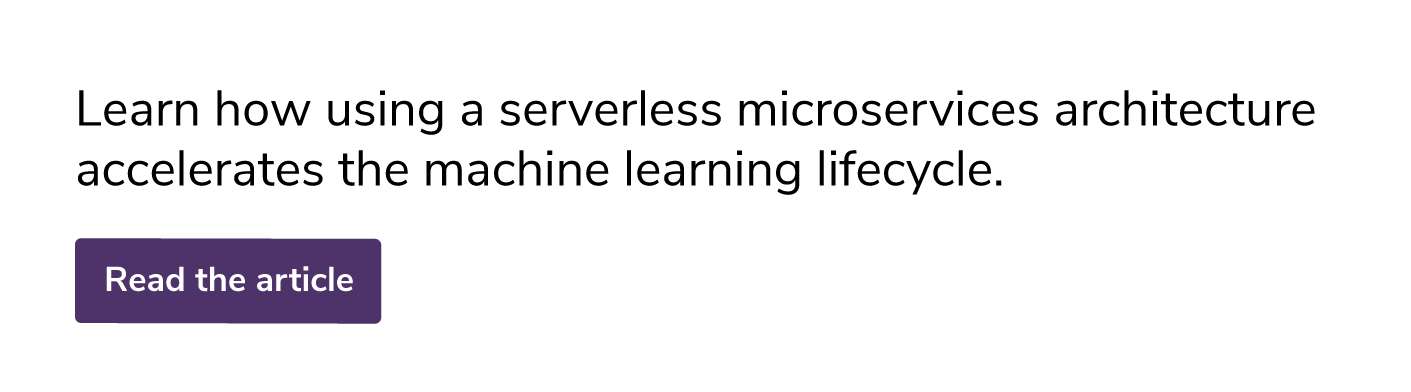 Learn how using a serverless microservices architecture
accelerates the machine learning lifecycle.
Read the article